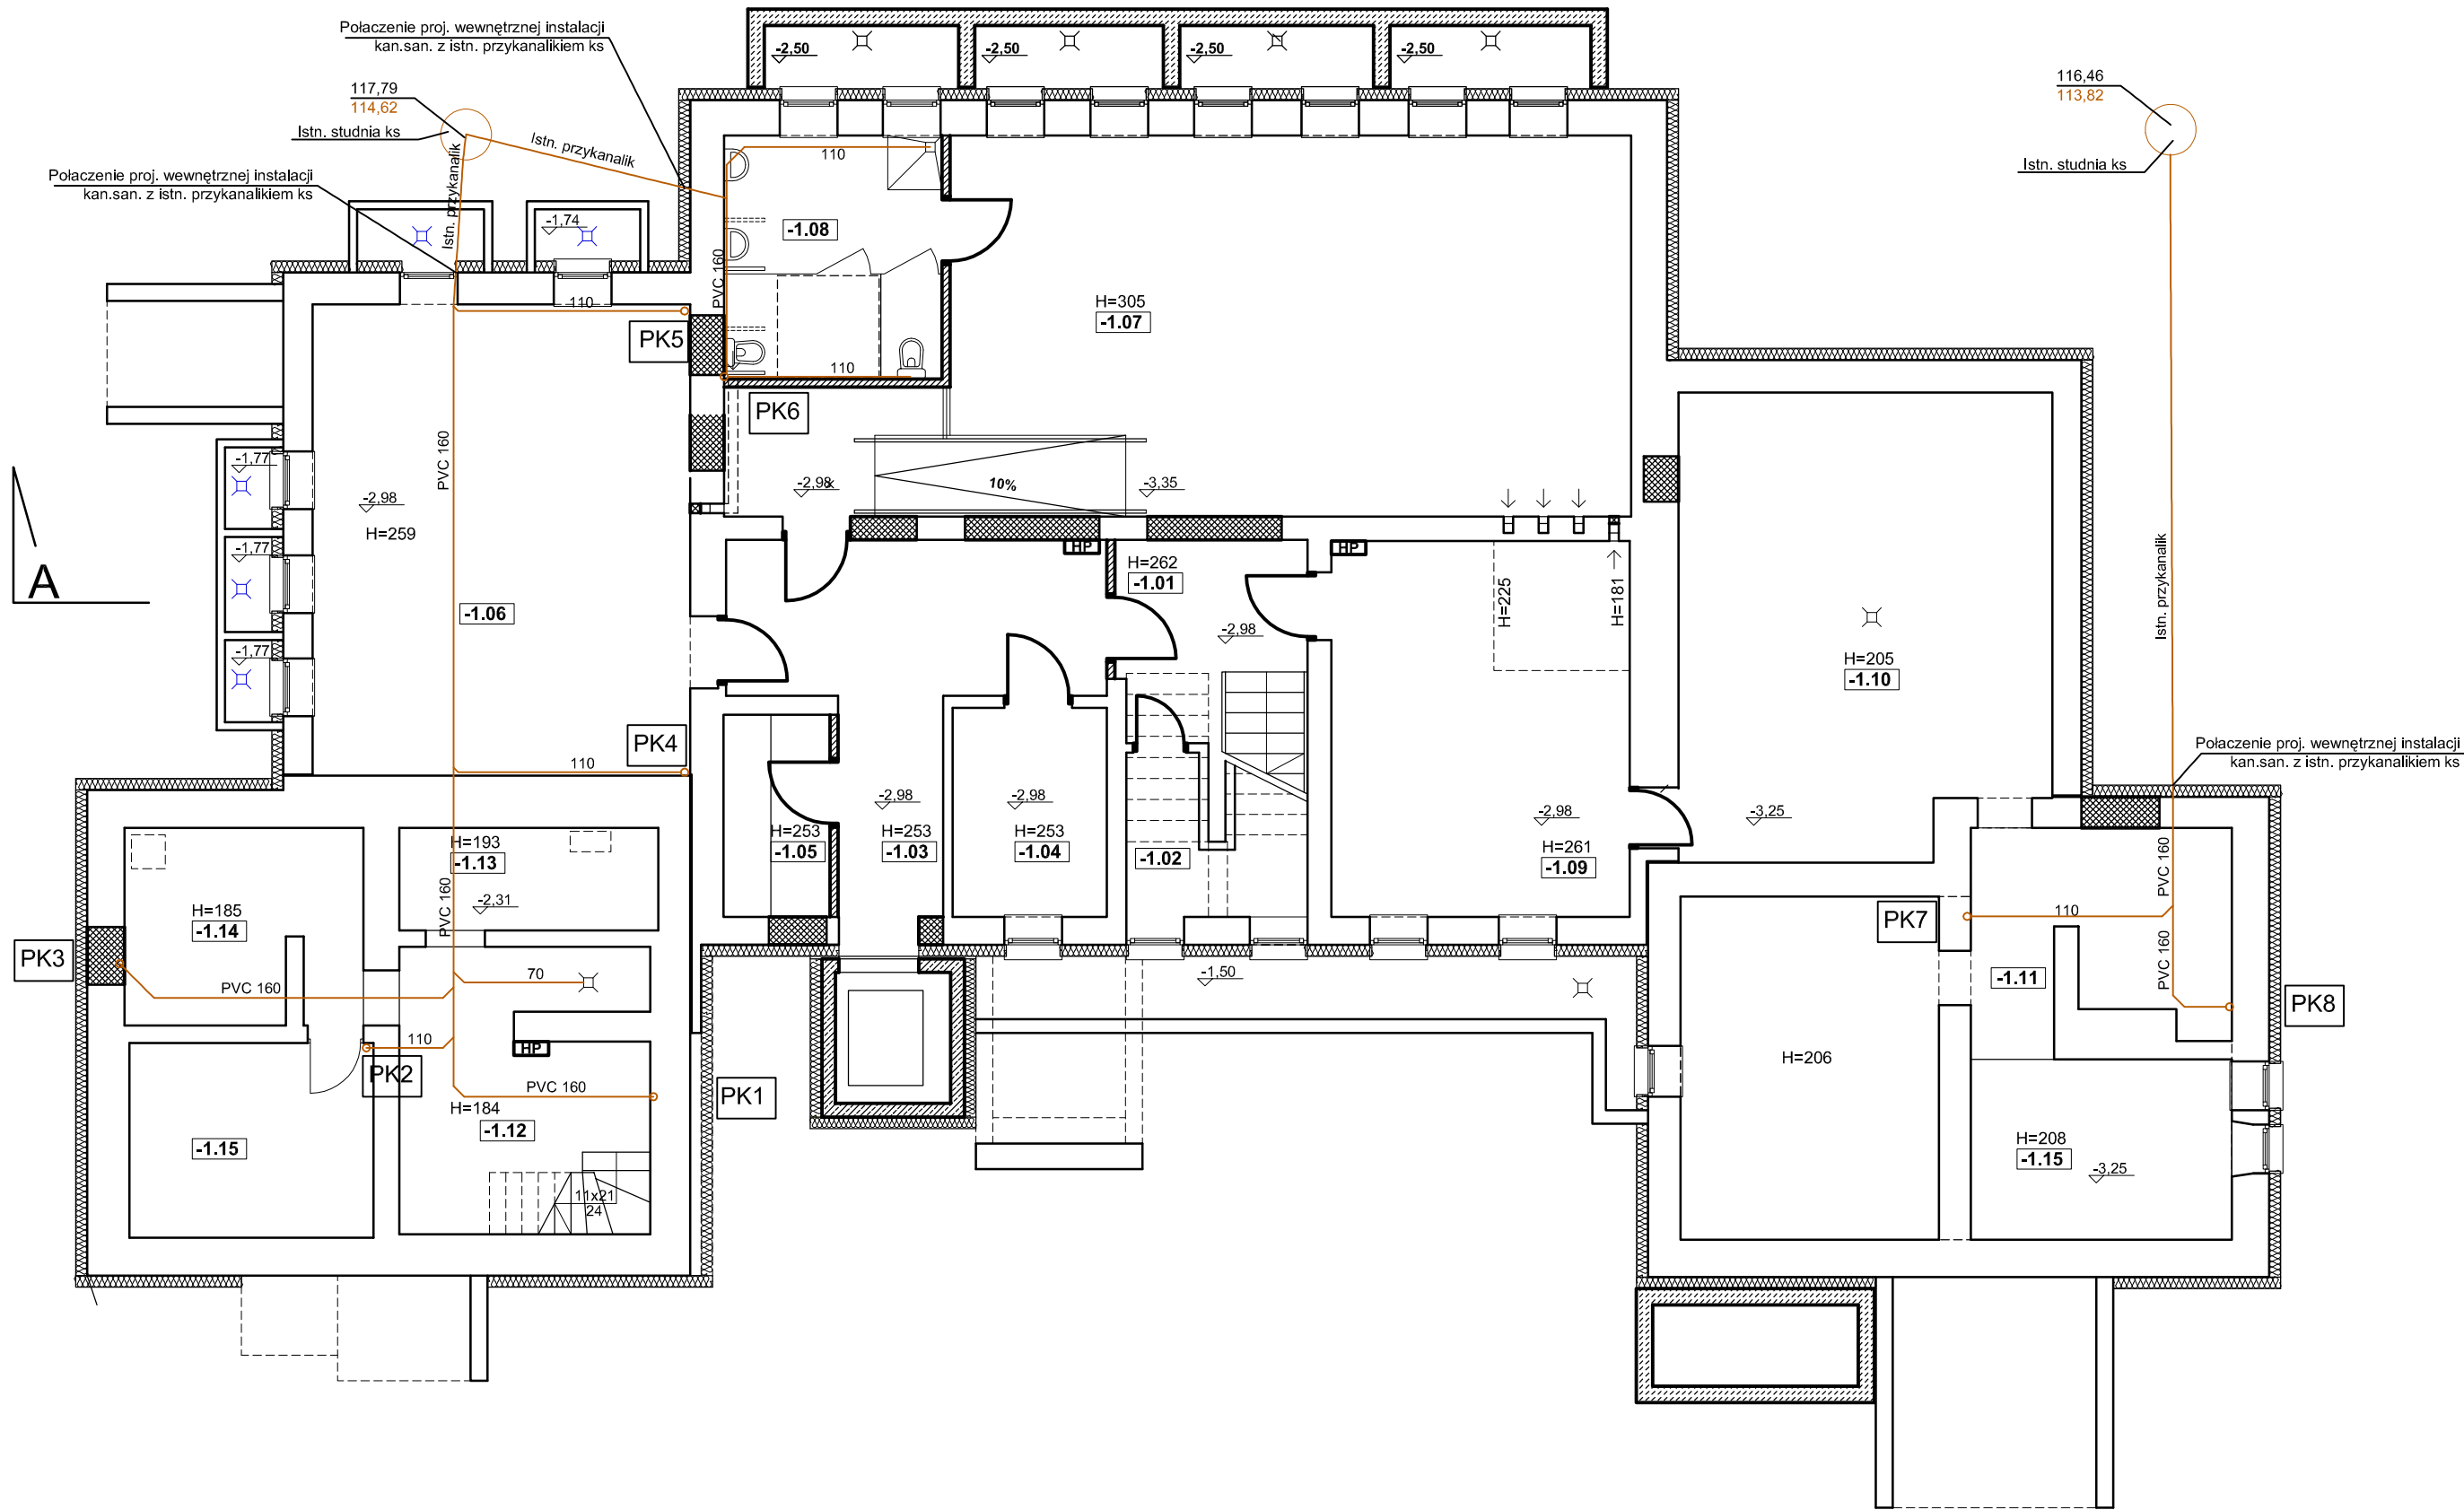 Połaczenie proj. wewnętrznej instalacji
kan.san. z istn. przykanalikiem ks
-2,50
-2,50
-2,50
-2,50
117,79
114,62
Istn. studnia ks
Istn. przykanalik
Istn. przykanalik
116,46
113,82
Istn. studnia ks
Połaczenie proj. wewnętrznej instalacji
kan.san. z istn. przykanalikiem ks
110
-1,74
-1.08
PVC 160
110
H=305
-1.07
PK5
110
PK6
PVC 160
-1,77
-2,98
H=259
-2,98
10%
-3,35
-1,77
A
HP
H=262
-1.01
HP
H=225
H=181
Istn. przykanalik
-1.06
-2,98
-1,77
H=205
-1.10
PK4
110
Połaczenie proj. wewnętrznej instalacji
kan.san. z istn. przykanalikiem ks
-2,98
-2,98
-2,98
-3,25
H=193
-1.13
H=253
-1.05
H=253
-1.03
H=253
-1.04
-1.02
H=261
-1.09
PVC 160
-2,31
PVC 160
H=185
-1.14
PK7
110
PK3
PVC 160
70
-1,50
-1.11
PVC 160
PK8
110
HP
PK2
PVC 160
PK1
H=206
H=184
-1.12
-1.15
H=208
-1.15
-3,25
11x21
24